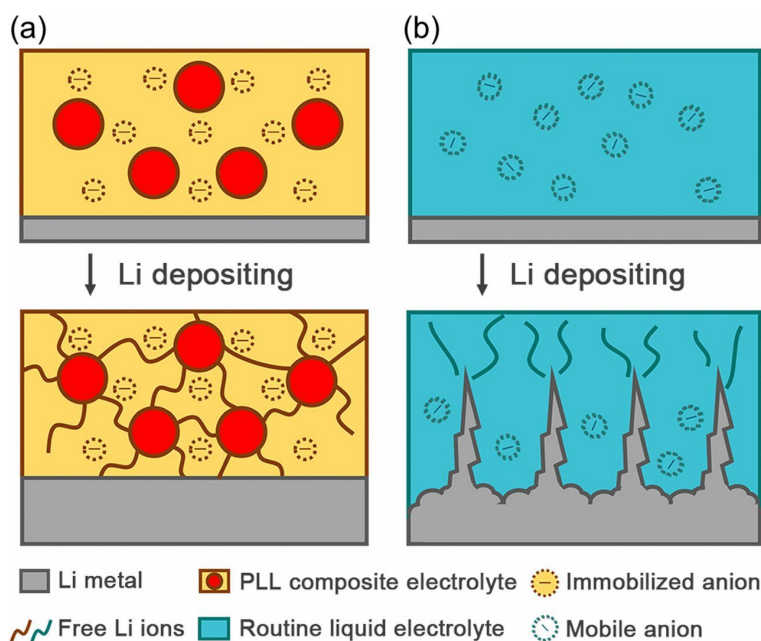 (a)
(b)
Li depositing
Li depositing
Li metal
PLL composite electrolyte
Immobilized anion
Free Li ions
Routine liquid electrolyte
Mobile anion